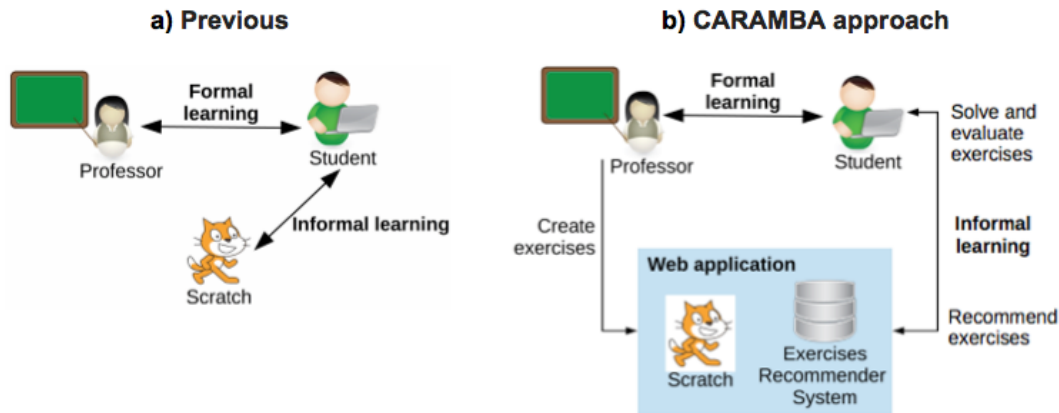 a) Previous
Formal
learning
Professor
Student
Informal learning
Scratch
b) CARAMBA approach
Formal
learning
Professor
Student
Solve and
evaluate
exercises
Create
exercises
Informal
learning
Web application
Scratch
Exercises
Recommender
System
Recommend
exercises